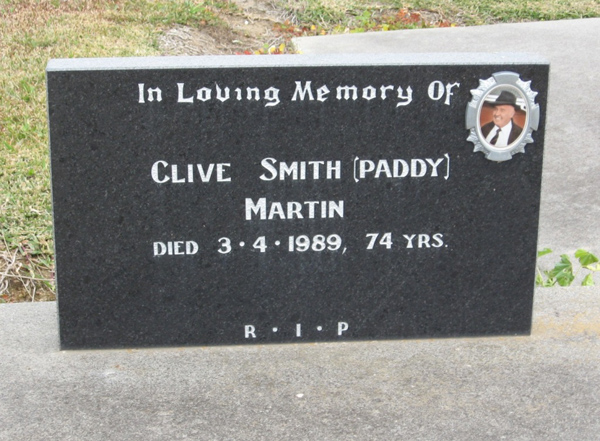 In Loving Memory Of
CLIVE SMITH (PADDY)
MARTIN
DIED 3·4·1989, 74 YRS.
R·I·P